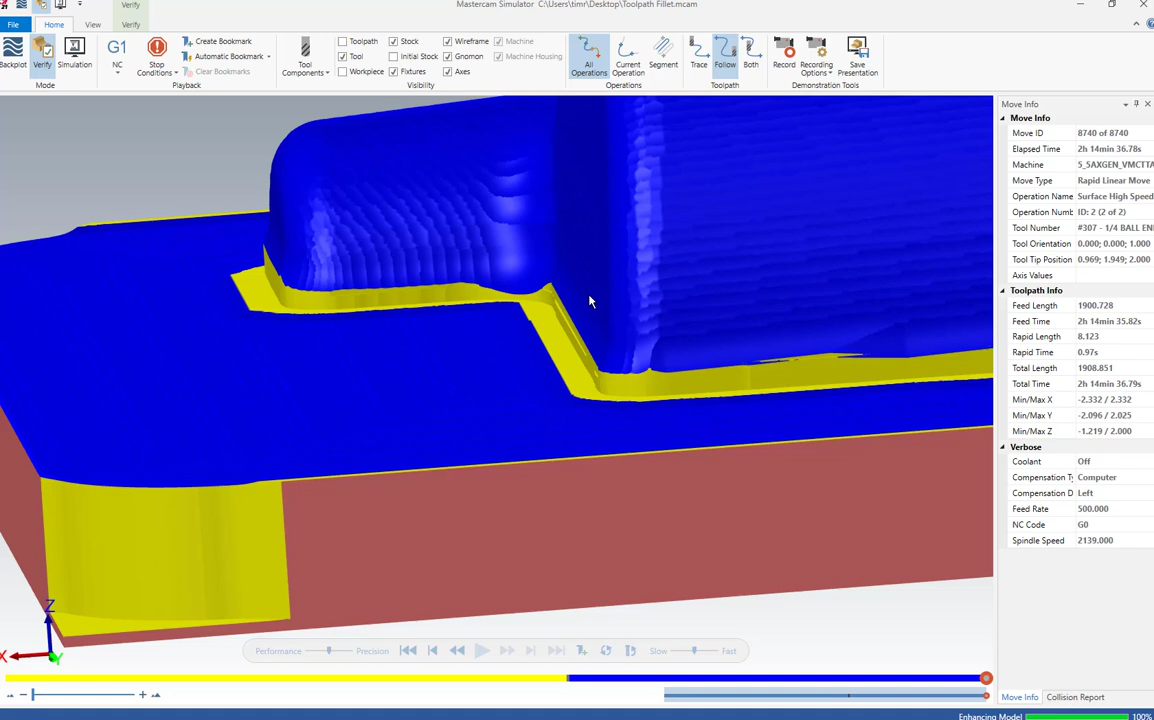 Verify
Mastercam Simulator C:\Users\timr\Desktop\Toolpath Fillet.mcam
File
Home
View
Verify
Backplot
Verify
Simulation
Mode
G1
NC
Stop
Conditions
Create Bookmark
Automatic Bookmark
Clear Bookmarks
Playback
Tool
Components
Toolpath
Stock
Wireframe
Machine
Tool
Initial Stock
Gnomon
Machine Housing
Workpiece
Fixtures
Axes
Visibility
All
Operations
Current
Operation
Segment
Operations
Trace
Follow
Both
Toolpath
Record
Recording
Options
Save
Presentation
Demonstration Tools
Move Info
Move Info
Move ID 8740 of 8740
Elapsed Time 2h 14min 36.78s
Machine 5_5AXGEN_VMCTTA
Move Type Rapid Linear Move
Operation Name Surface High Speed
Operation Numb ID: 2 (2 of 2)
Tool Number #307 - 1/4 BALL EN
Tool Orientation 0.000; 0.000; 1.000
Tool Tip Position 0.969; 1.949; 2.000
Axis Values
Toolpath Info
Feed Length 1900.728
Feed Time 2h 14min 35.82s
Rapid Length 8.123
Rapid Time 0.97s
Total Length 1908.851
Total Time 2h 14min 36.79s
Min/Max X -2.332 / 2.332
Min/Max Y -2.096 / 2.025
Min/Max Z -1.219 / 2.000
Verbose
Coolant Off
Compensation Ty Computer
Compensation D Left
Feed Rate 500.000
NC Code G0
Spindle Speed 2139.000
Z
X
Y
Performance Precision
Slow Fast
Move Info
Collision Report
Enhancing Model 100%